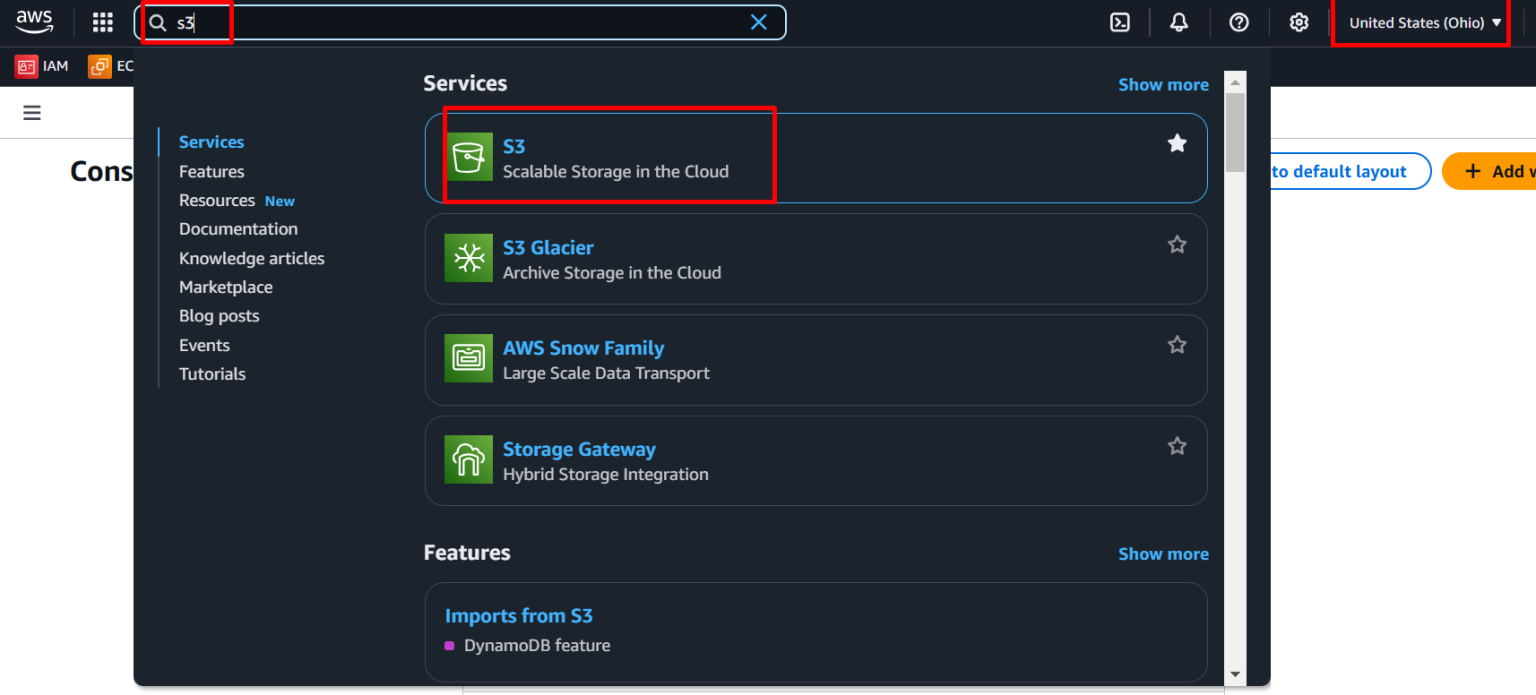 aws
s3
United States (Ohio)
IAM
EC
Cons
to default layout
Add
Services
Features
Resources New
Documentation
Knowledge articles
Marketplace
Blog posts
Events
Tutorials
Services
Show more
S3
Scalable Storage in the Cloud
S3 Glacier
Archive Storage in the Cloud
AWS Snow Family
Large Scale Data Transport
Storage Gateway
Hybrid Storage Integration
Features
Show more
Imports from S3
DynamoDB feature